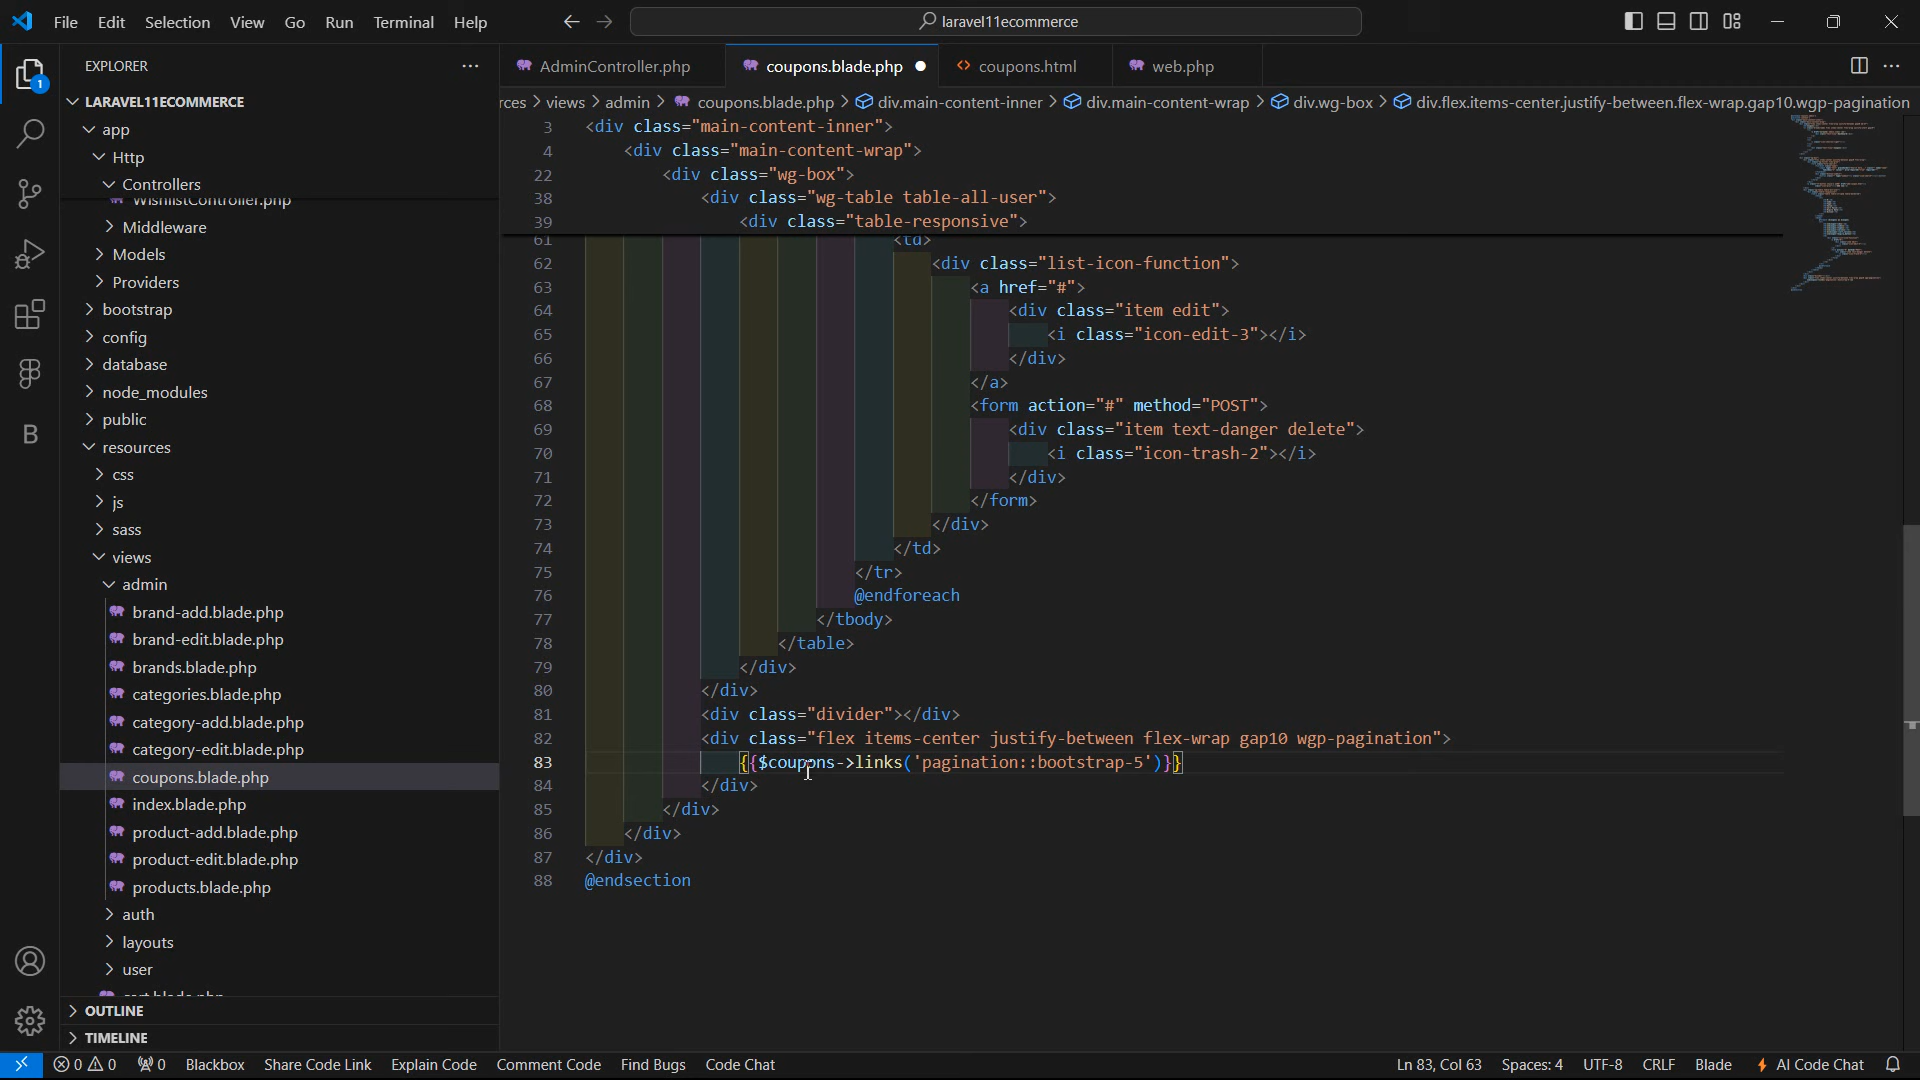 File Edit Selection View Go Run Terminal Help
laravel11ecommerce
EXPLORER
LARAVEL11ECOMMERCE
app
Http
Controllers
WishlistController.php
Middleware
Models
Providers
bootstrap
config
database
node_modules
public
resources
css
js
sass
views
admin
brand-add.blade.php
brand-edit.blade.php
brands.blade.php
categories.blade.php
category-add.blade.php
category-edit.blade.php
coupons.blade.php
index.blade.php
product-add.blade.php
product-edit.blade.php
products.blade.php
auth
layouts
user
cart.blade.php
OUTLINE
TIMELINE
1
B
AdminController.php coupons.blade.php coupons.html web.php
rces > views > admin > coupons.blade.php > div.main-content-inner > div.main-content-wrap > div.wg-box > div.flex.items-center.justify-between.flex-wrap.gap10.wgp-pagination
3 <div class="main-content-inner">
4 <div class="main-content-wrap">
22 <div class="wg-box">
38 <div class="wg-table table-all-user">
39 <div class="table-responsive">
61 <td>
62 <div class="list-icon-function">
63 <a href="#">
64 <div class="item edit">
65 <i class="icon-edit-3"></i>
66 </div>
67 </a>
68 <form action="#" method="POST">
69 <div class="item text-danger delete">
70 <i class="icon-trash-2"></i>
71 </div>
72 </form>
73 </div>
74 </td>
75 </tr>
76 @endforeach
77 </tbody>
78 </table>
79 </div>
80 </div>
81 <div class="divider"></div>
82 <div class="flex items-center justify-between flex-wrap gap10 wgp-pagination">
83 {{$coupons->links('pagination::bootstrap-5')}}
84 </div>
85 </div>
86 </div>
87 </div>
88 @endsection
0 0 0 Blackbox Share Code Link Explain Code Comment Code Find Bugs Code Chat Ln 83, Col 63 Spaces: 4 UTF-8 CRLF Blade AI Code Chat